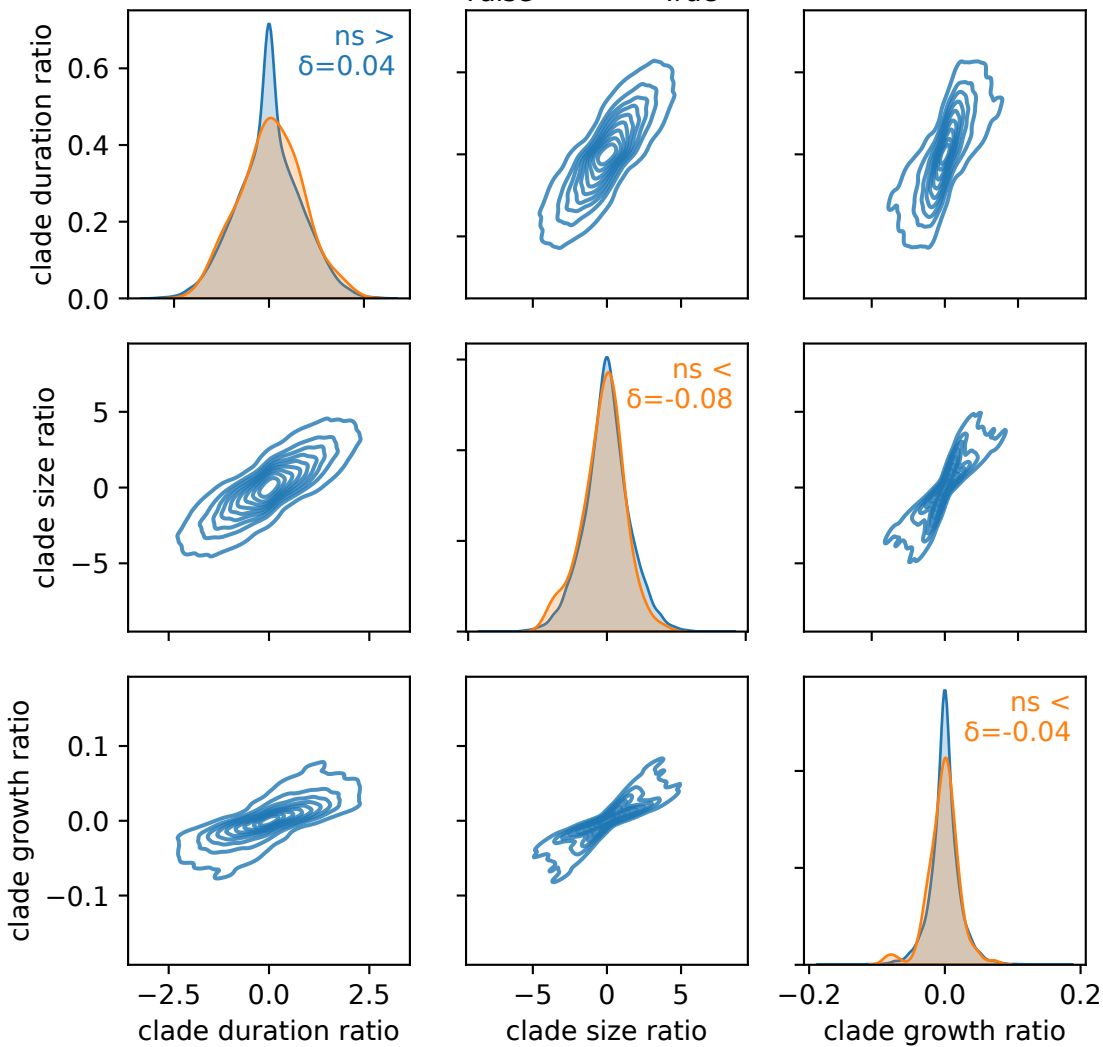 ns >
δ=0.04
clade duration ratio
0.6
0.4
0.2
0.0
ns <
δ=-0.08
clade size ratio
5
0
−5
ns <
δ=-0.04
clade growth ratio
0.1
0.0
−0.1
−2.5 0.0 2.5
−5 0 5
−0.2 0.0 0.2
clade duration ratio
clade size ratio
clade growth ratio